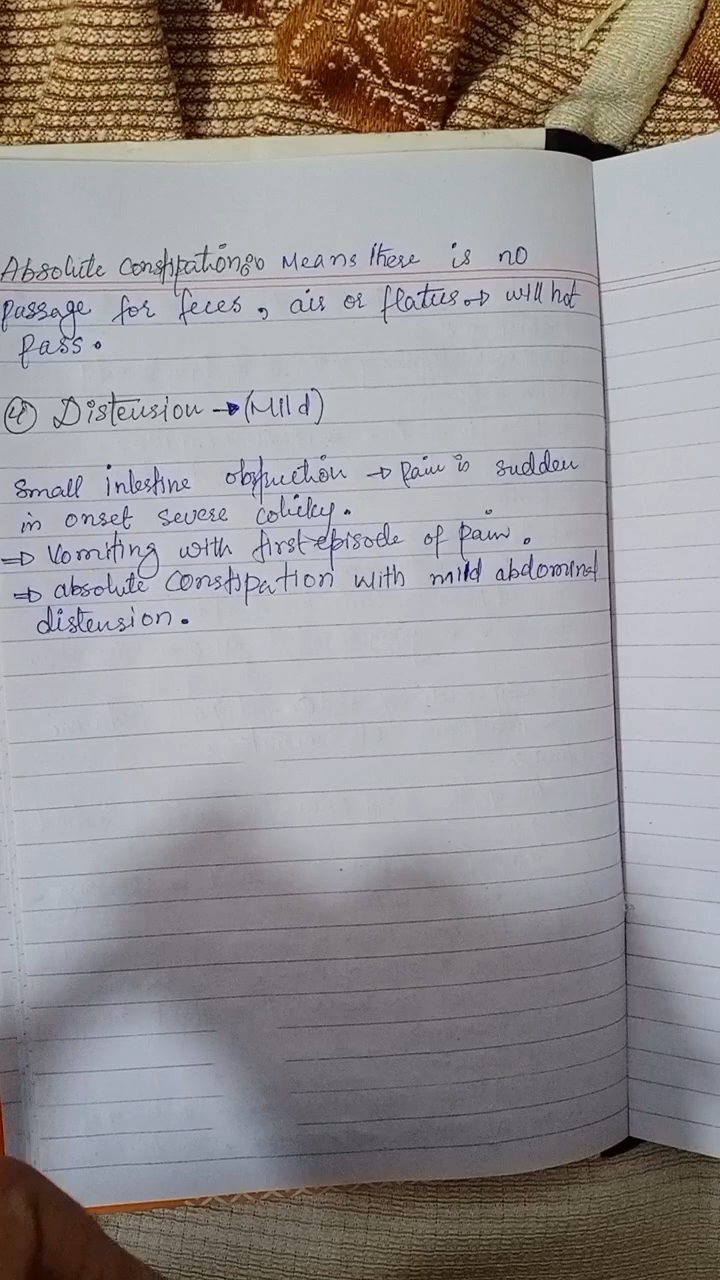 Absolute constipation:o Means there is no
passage for feces, air or flatus → will not
pass.
④ Distension → (Mild)
Small intestine obstruction → pain is sudden
in onset severe colicky.
⇒ Vomiting with first episode of pain.
⇒ absolute constipation with mild abdominal
distension.